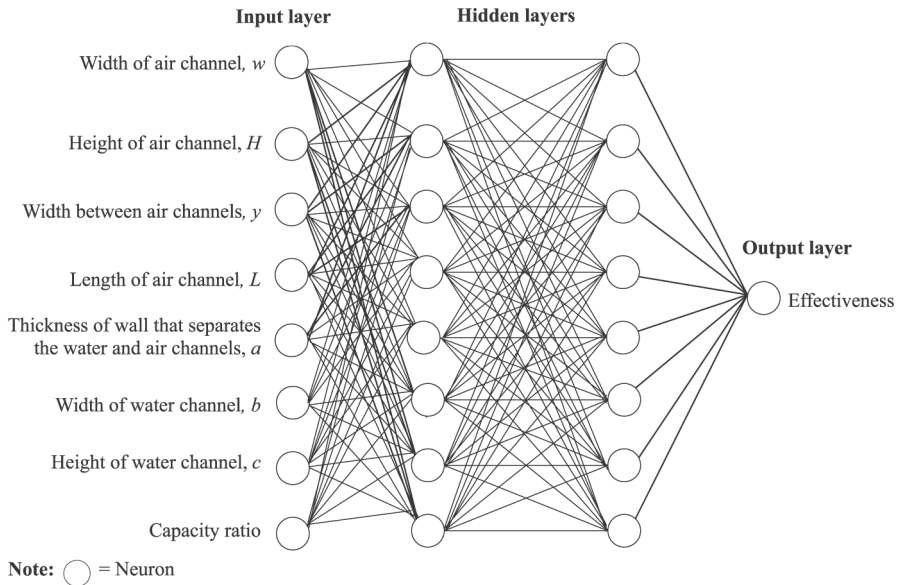 Input layer
Hidden layers
Width of air channel, w
Height of air channel, H
Width between air channels, y
Length of air channel, L
Thickness of wall that separates
the water and air channels, a
Width of water channel, b
Height of water channel, c
Capacity ratio
Output layer
Effectiveness
Note: = Neuron